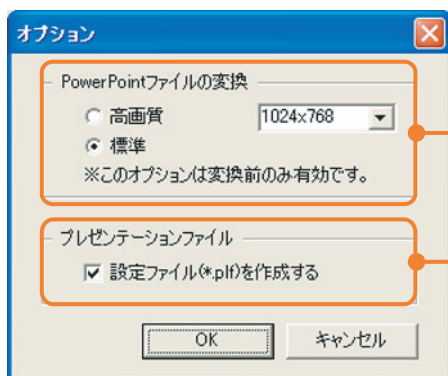 オプション
PowerPointファイルの変換
高画質 1024x768
標準
※このオプションは変換前のみ有効です。
プレゼンテーションファイル
設定ファイル(*.plf)を作成する
OK キャンセル